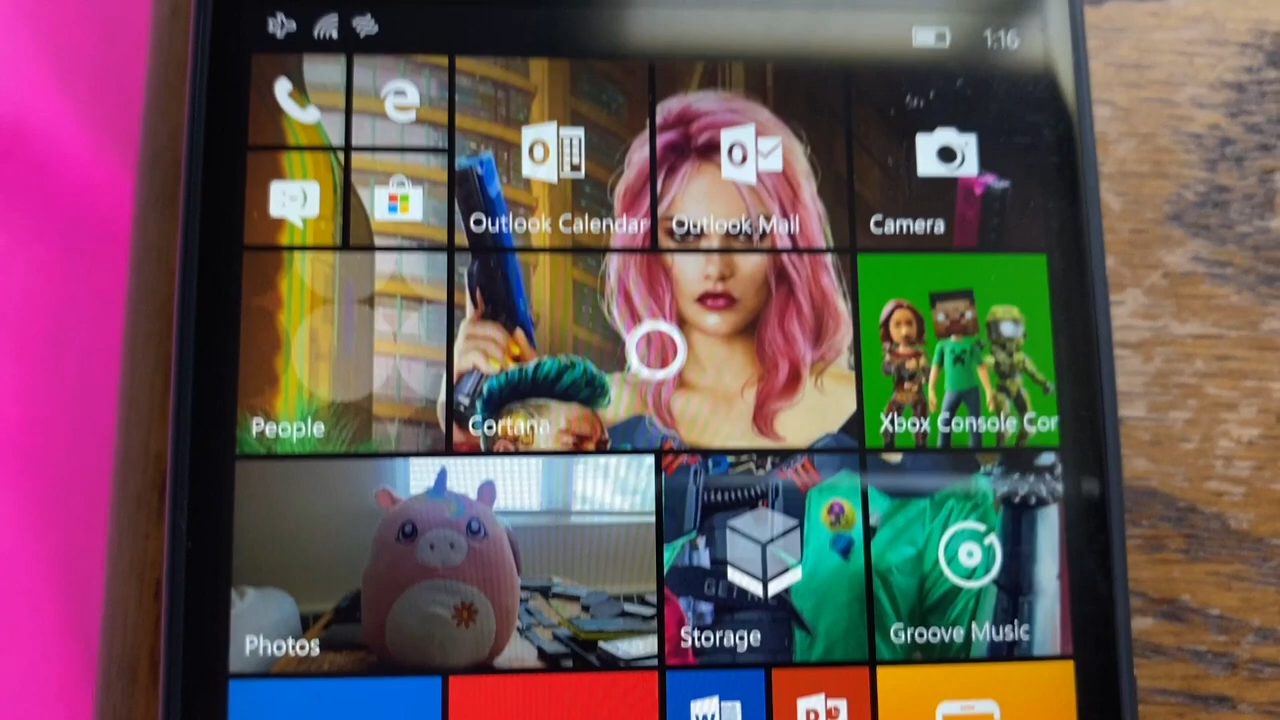 1:16
Outlook Calendar
Outlook Mail
Camera
People
Cortana
Xbox Console Cor
Photos
Storage
Groove Music